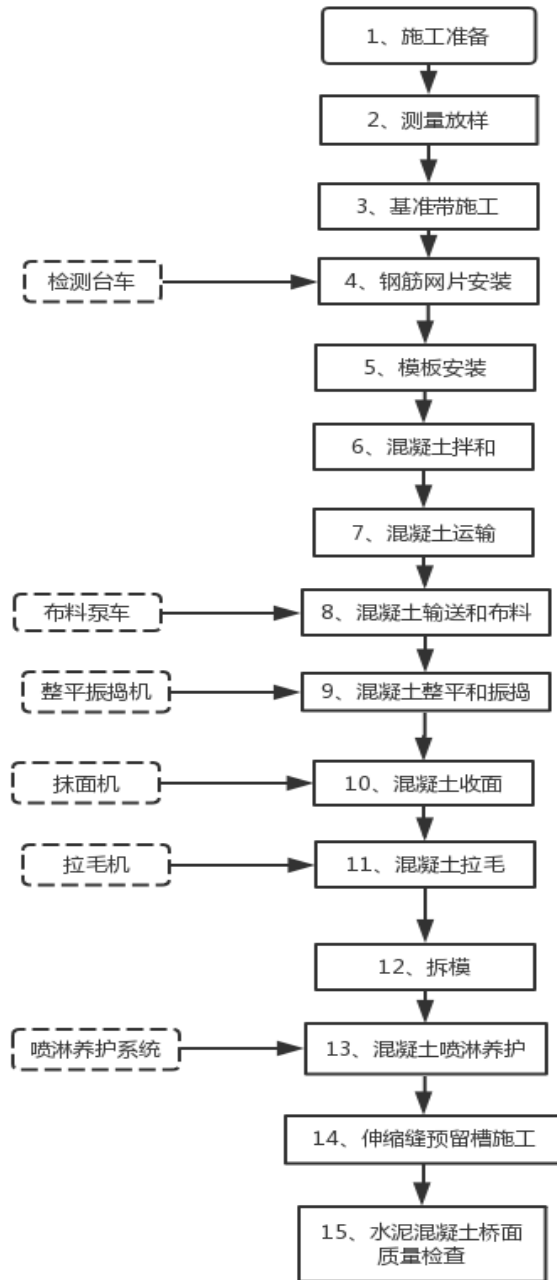 1、施工准备
2、测量放样
3、基准带施工
检测台车
4、钢筋网片安装
5、模板安装
6、混凝土拌和
7、混凝土运输
布料泵车
8、混凝土输送和布料
整平振捣机
9、混凝土整平和振捣
抹面机
10、混凝土收面
拉毛机
11、混凝土拉毛
12、拆模
喷淋养护系统
13、混凝土喷淋养护
14、伸缩缝预留槽施工
15、水泥混凝土桥面
质量检查